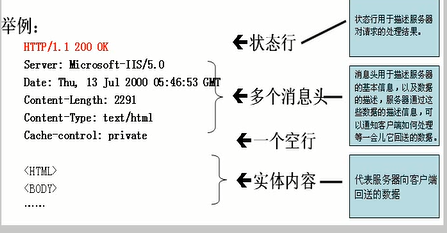 举例：
HTTP/1.1 200 OK
Server: Microsoft-IIS/5.0
Date: Thu, 13 Jul 2000 05:46:53 GMT
Content-Length: 2291
Content-Type: text/html
Cache-control: private
<HTML>
<BODY>
......
状态行
多个消息头
一个空行
实体内容
状态行用于描述服务器
对请求的处理结果。
消息头用于描述服务器
的基本信息，以及数据
的描述，服务器通过这
些数据的描述信息，可
以通知客户端如何处理
等一会儿它回送的数据
代表服务器向客户端
回送的数据